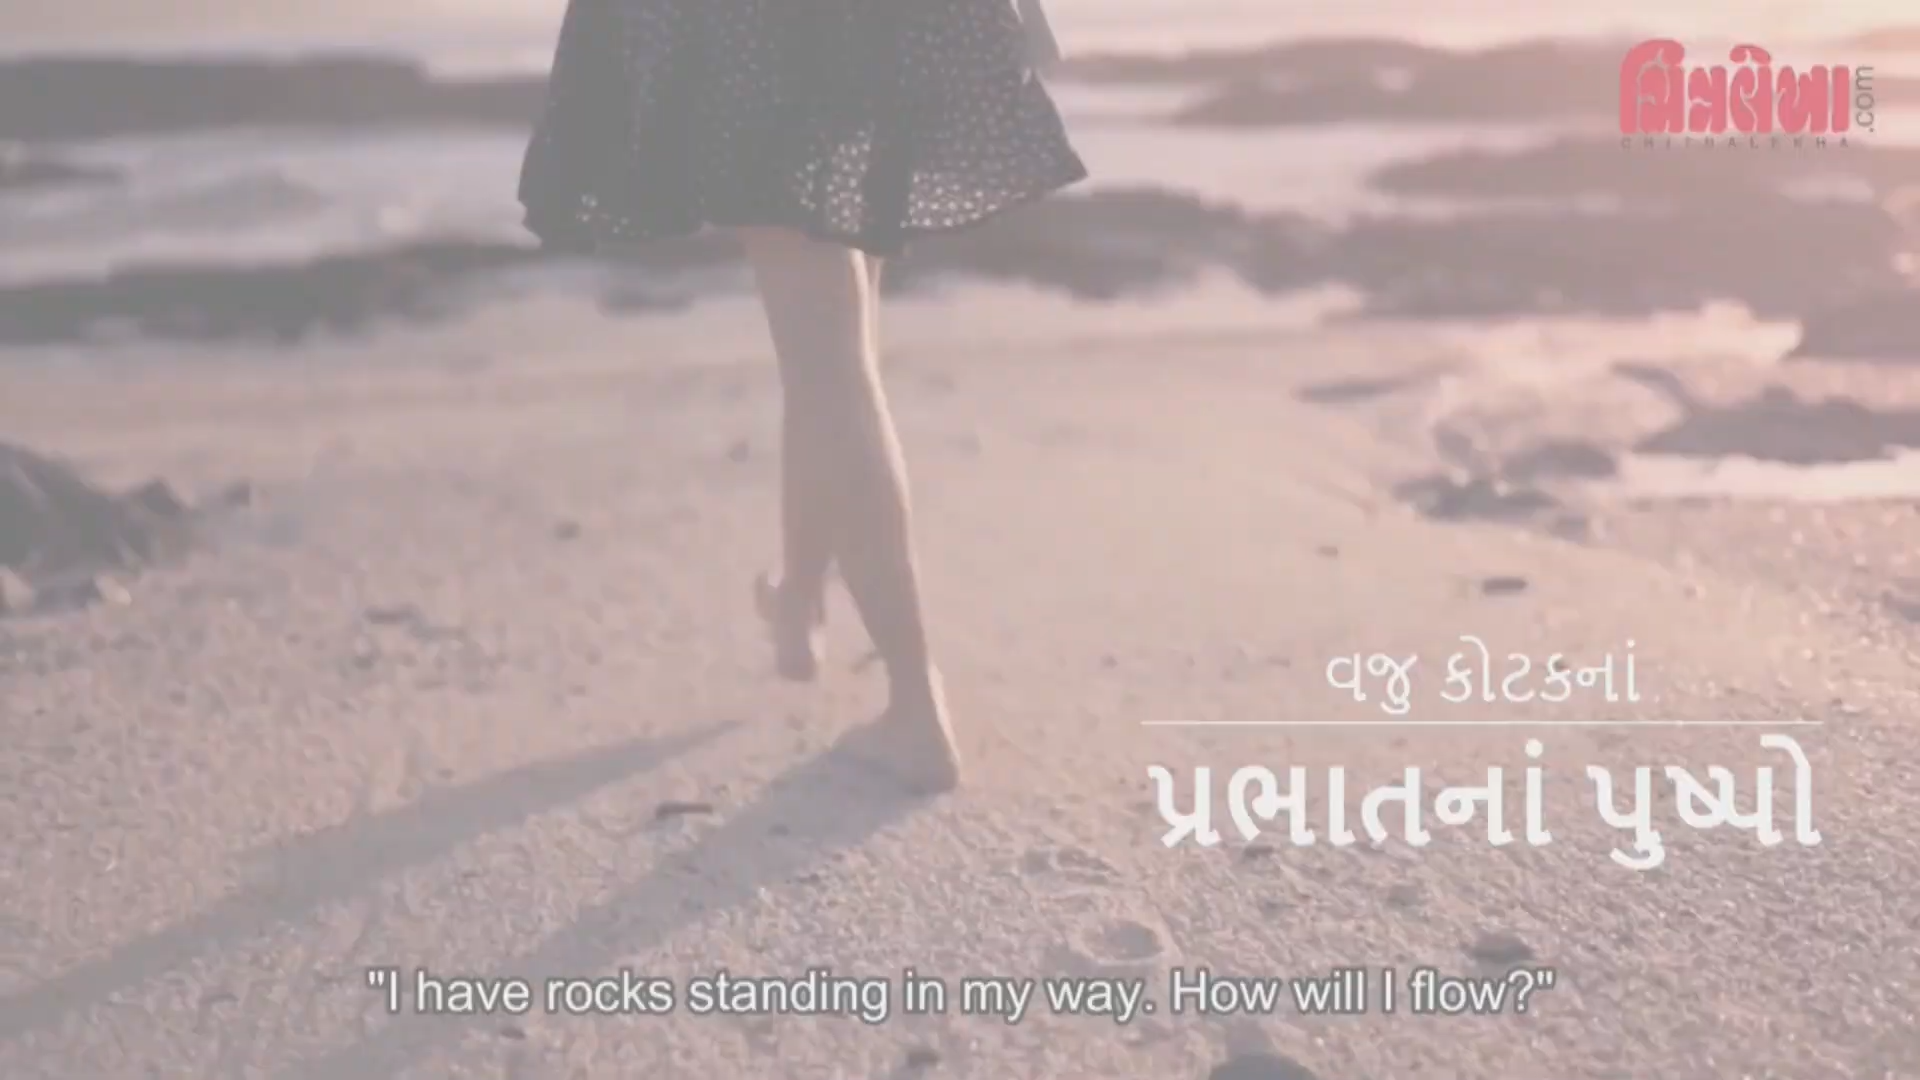 ચિત્રલેખા
.com
CHITRALEKHA
વજુ કોટકનાં
પ્રભાતનાં પુષ્પો
"I have rocks standing in my way. How will I flow?"